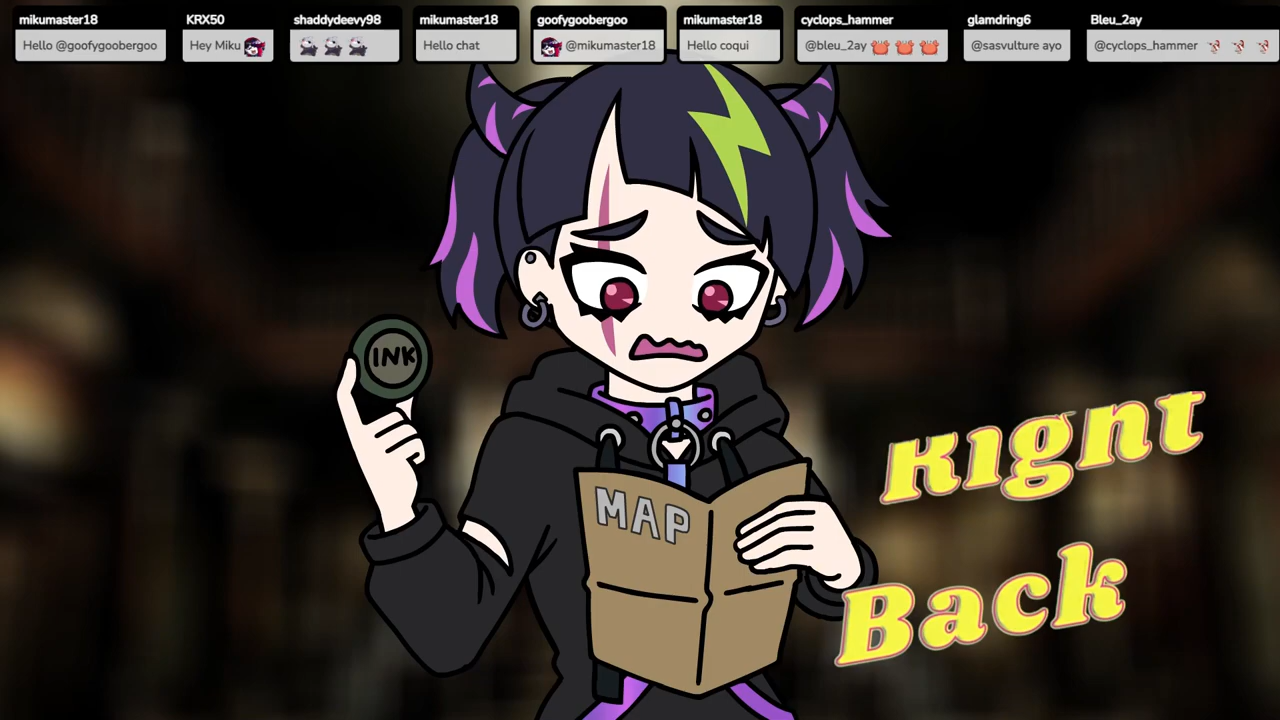 mikumaster18
Hello @goofygoobergoo
KRX50
Hey Miku
shaddydeevy98
mikumaster18
Hello chat
goofygoobergoo
@mikumaster18
mikumaster18
Hello coqui
cyclops_hammer
@bleu_2ay
glamdring6
@sasvulture ayo
Bleu_2ay
@cyclops_hammer
INK
MAP
Right
Back